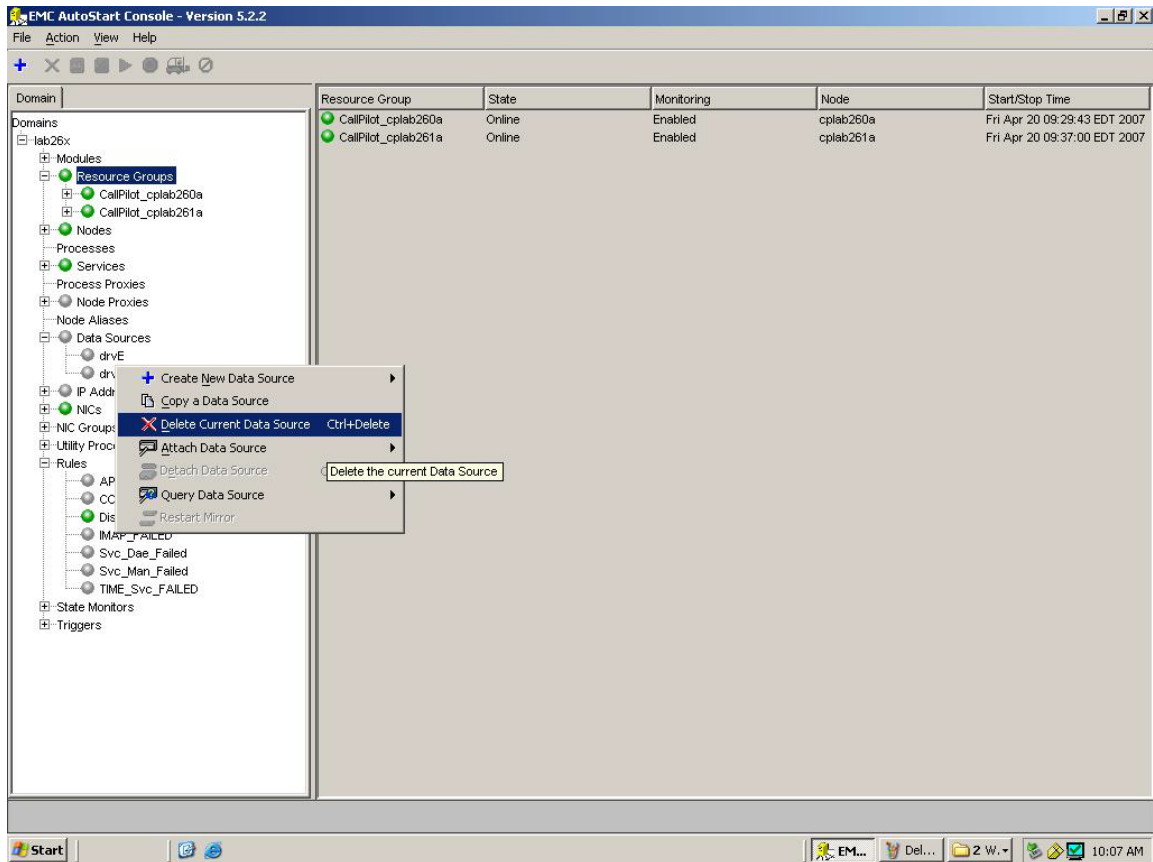 EMC AutoStart Console - Version 5.2.2
File Action View Help
Domain
Resource Group State Monitoring Node Start/Stop Time
CallPilot_cplab260a Online Enabled cplab260a Fri Apr 20 09:29:43 EDT 2007
CallPilot_cplab261a Online Enabled cplab261a Fri Apr 20 09:37:00 EDT 2007
Domains
lab26x
Modules
Resource Groups
CallPilot_cplab260a
CallPilot_cplab261a
Nodes
Processes
Services
Process Proxies
Node Proxies
Node Aliases
Data Sources
drvE
drv
IP Addr
NICs
NIC Groups
Utility Proc
Rules
AP
CC
Dis
IMAP_FAILED
Svc_Dae_Failed
Svc_Man_Failed
TIME_Svc_FAILED
State Monitors
Triggers
Create New Data Source
Copy a Data Source
Delete Current Data Source Ctrl+Delete
Attach Data Source
Detach Data Source
Delete the current Data Source
Query Data Source
Restart Mirror
Start EM... Del... 2 W. 10:07 AM